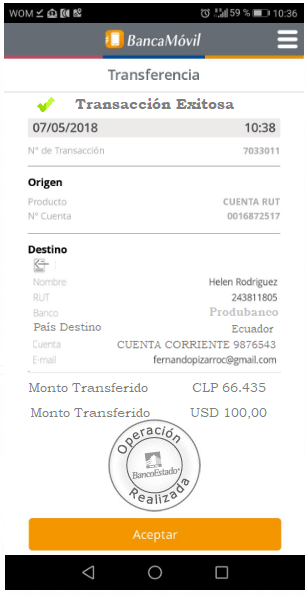 WOM 59 % 10:36
BancaMóvil
Transferencia
Transacción Exitosa
07/05/2018 10:38
N° de Transacción 7033011
Origen
Producto CUENTA RUT
N° Cuenta 0016872517
Destino
Nombre Helen Rodriguez
RUT 243811805
Banco Produbanco
País Destino Ecuador
Cuenta CUENTA CORRIENTE 9876543
E-mail fernandopizarroc@gmail.com
Monto Transferido CLP 66.435
Monto Transferido USD 100,00
Operación
BancoEstado
Realizada
Aceptar